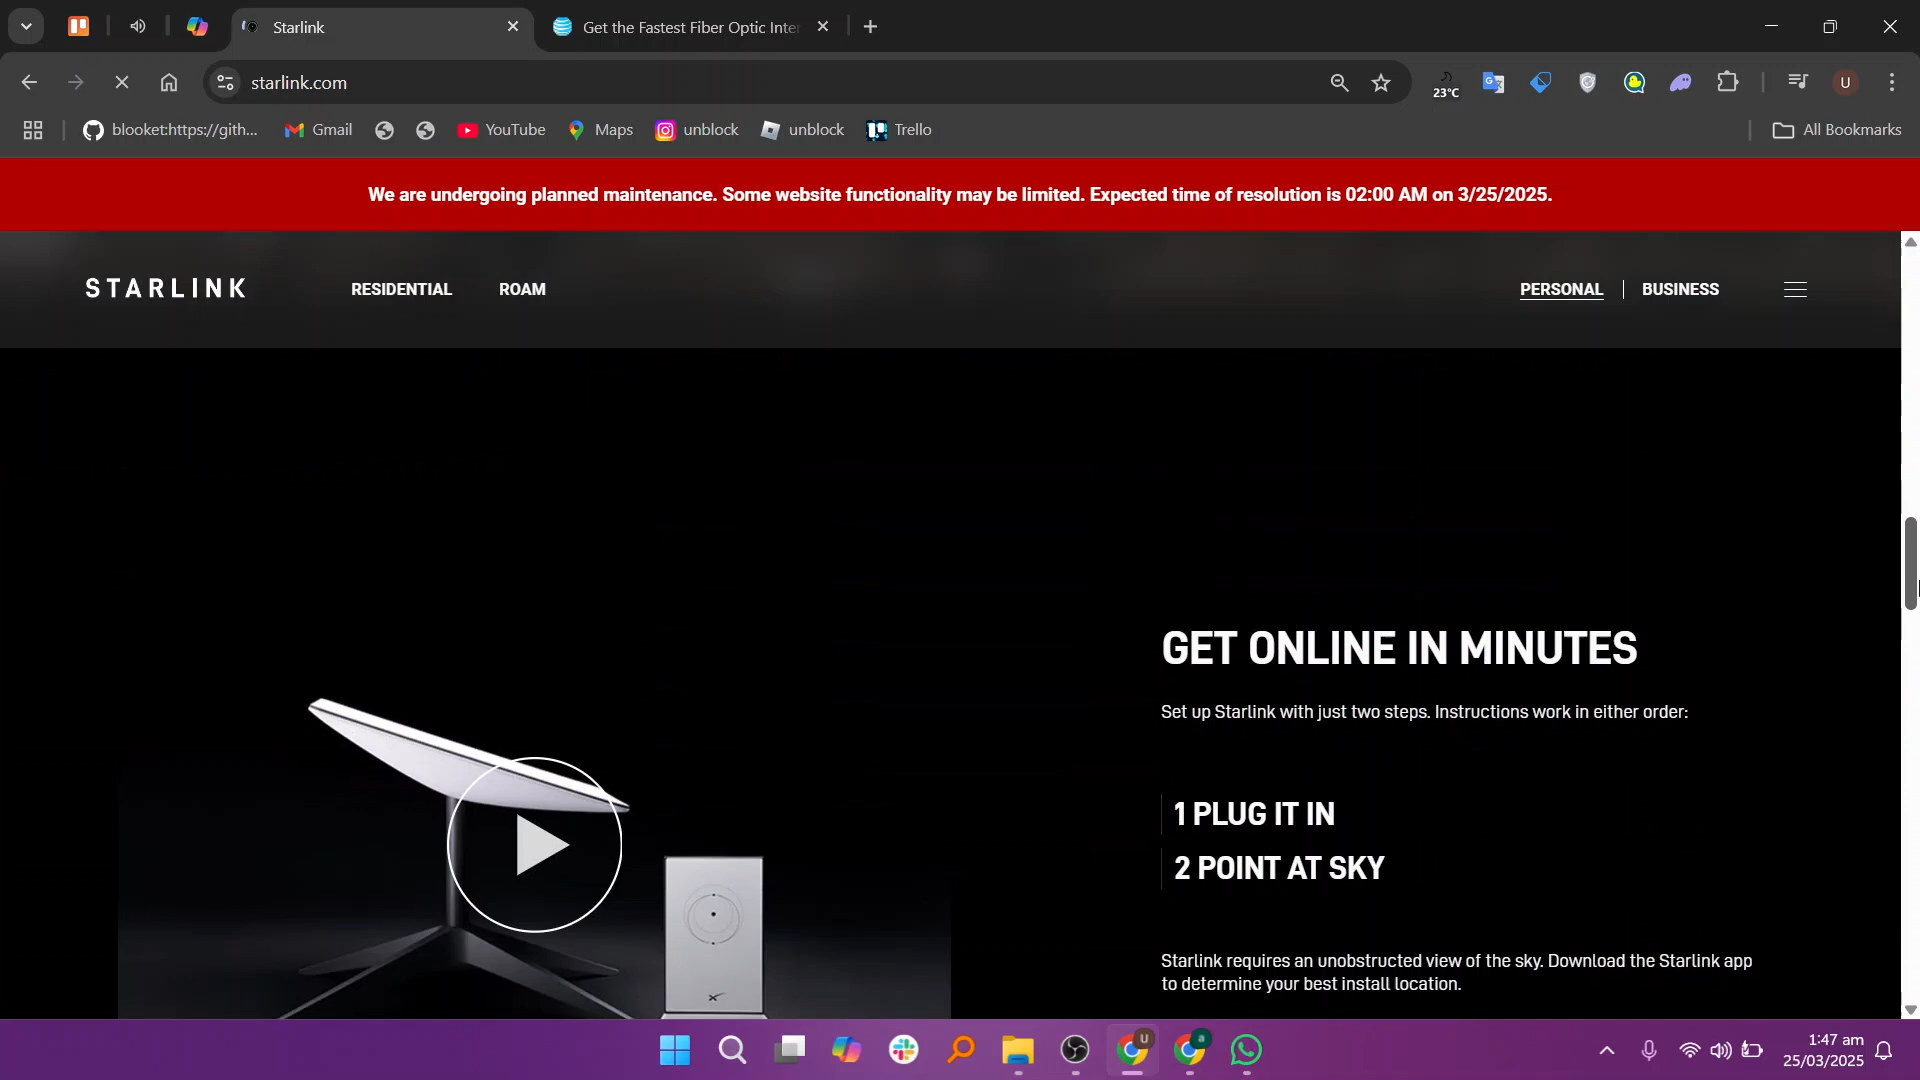 Starlink
Get the Fastest Fiber Optic Inter
starlink.com
23°C
U
blooket:https://gith...
Gmail
YouTube
Maps
unblock
unblock
Trello
All Bookmarks
We are undergoing planned maintenance. Some website functionality may be limited. Expected time of resolution is 02:00 AM on 3/25/2025.
STARLINK
RESIDENTIAL
ROAM
PERSONAL
BUSINESS
GET ONLINE IN MINUTES
Set up Starlink with just two steps. Instructions work in either order:
1 PLUG IT IN
2 POINT AT SKY
Starlink requires an unobstructed view of the sky. Download the Starlink app
to determine your best install location.
U
a
1:47 am
25/03/2025